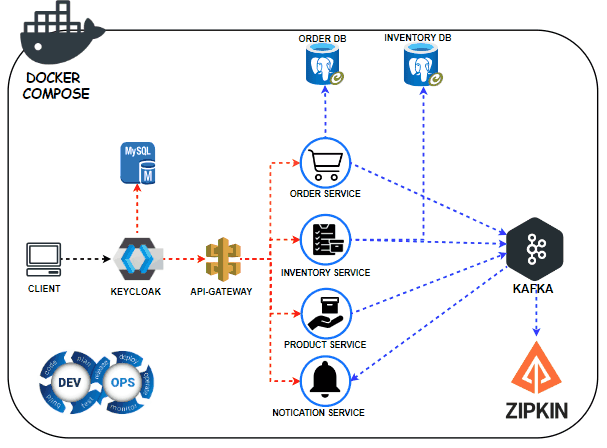 ORDER DB
INVENTORY DB
DOCKER
COMPOSE
MySQL
M
ORDER SERVICE
INVENTORY SERVICE
CLIENT
KEYCLOAK
API-GATEWAY
KAFKA
PRODUCT SERVICE
NOTICATION SERVICE
ZIPKIN
code
plan
build
test
DEV
OPS
release
deploy
operate
monitor